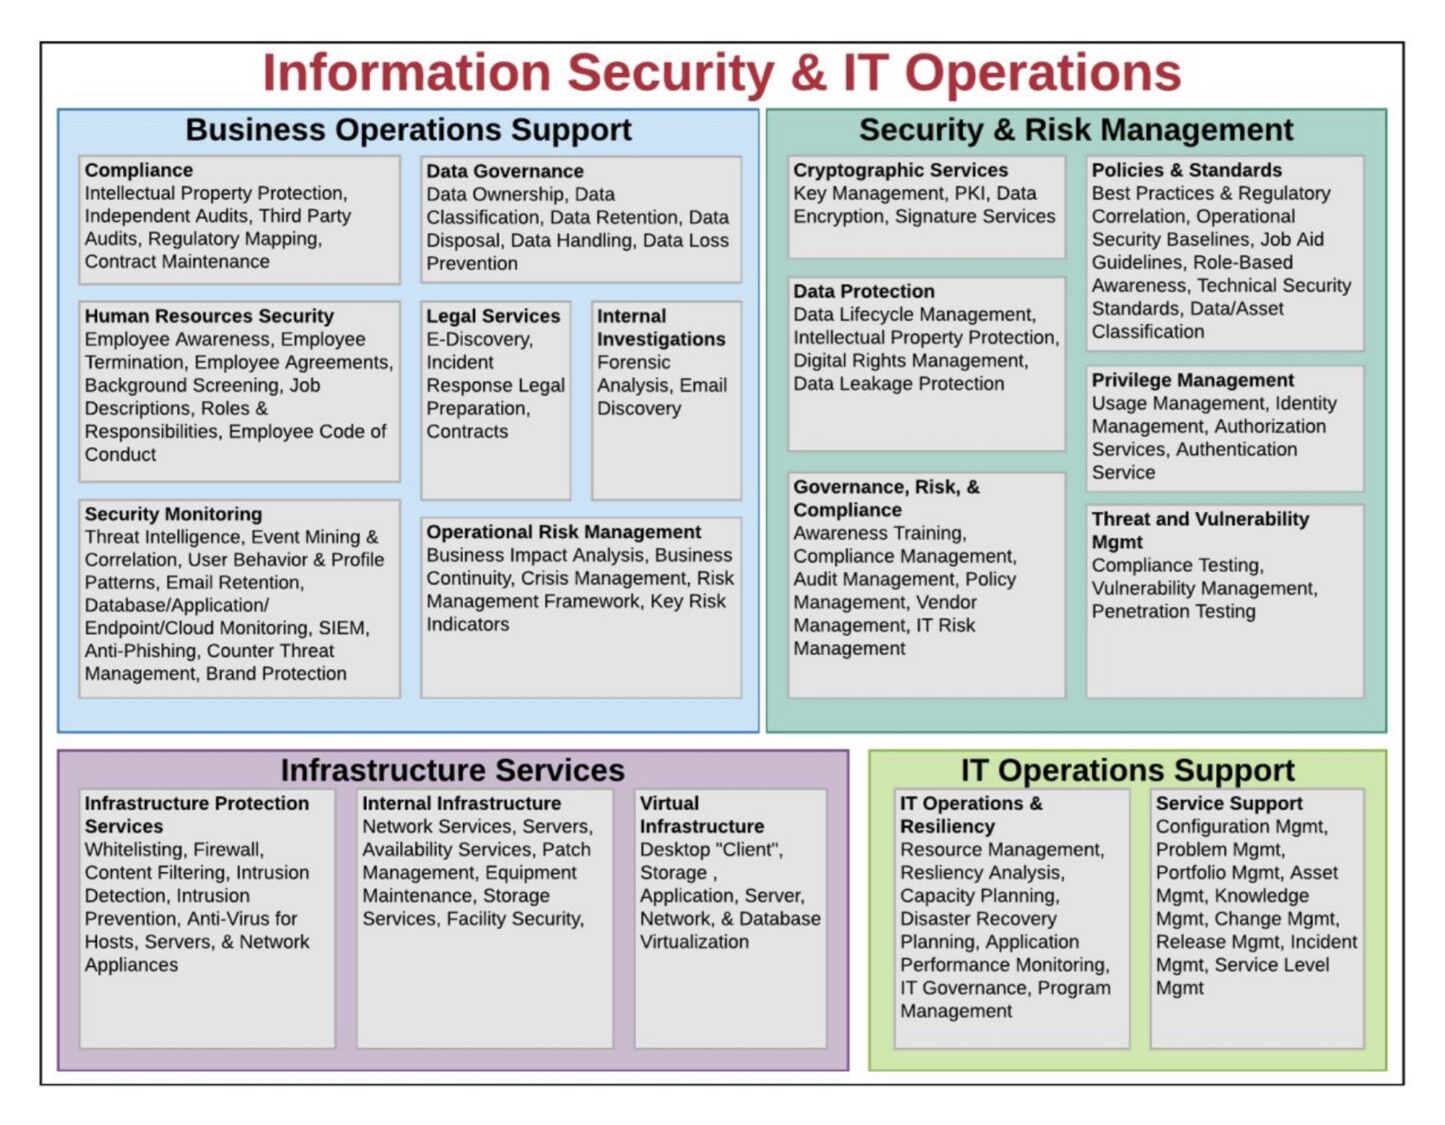 Information Security & IT Operations
Business Operations Support
Compliance
Intellectual Property Protection,
Independent Audits, Third Party
Audits, Regulatory Mapping,
Contract Maintenance
Data Governance
Data Ownership, Data
Classification, Data Retention, Data
Disposal, Data Handling, Data Loss
Prevention
Human Resources Security
Employee Awareness, Employee
Termination, Employee Agreements,
Background Screening, Job
Descriptions, Roles &
Responsibilities, Employee Code of
Conduct
Legal Services
E-Discovery,
Incident
Response Legal
Preparation,
Contracts
Internal
Investigations
Forensic
Analysis, Email
Discovery
Security Monitoring
Threat Intelligence, Event Mining &
Correlation, User Behavior & Profile
Patterns, Email Retention,
Database/Application/
Endpoint/Cloud Monitoring, SIEM,
Anti-Phishing, Counter Threat
Management, Brand Protection
Operational Risk Management
Business Impact Analysis, Business
Continuity, Crisis Management, Risk
Management Framework, Key Risk
Indicators
Security & Risk Management
Cryptographic Services
Key Management, PKI, Data
Encryption, Signature Services
Data Protection
Data Lifecycle Management,
Intellectual Property Protection,
Digital Rights Management,
Data Leakage Protection
Governance, Risk, &
Compliance
Awareness Training,
Compliance Management,
Audit Management, Policy
Management, Vendor
Management, IT Risk
Management
Policies & Standards
Best Practices & Regulatory
Correlation, Operational
Security Baselines, Job Aid
Guidelines, Role-Based
Awareness, Technical Security
Standards, Data/Asset
Classification
Privilege Management
Usage Management, Identity
Management, Authorization
Services, Authentication
Service
Threat and Vulnerability
Mgmt
Compliance Testing,
Vulnerability Management,
Penetration Testing
Infrastructure Services
Infrastructure Protection
Services
Whitelisting, Firewall,
Content Filtering, Intrusion
Detection, Intrusion
Prevention, Anti-Virus for
Hosts, Servers, & Network
Appliances
Internal Infrastructure
Network Services, Servers,
Availability Services, Patch
Management, Equipment
Maintenance, Storage
Services, Facility Security,
Virtual
Infrastructure
Desktop "Client",
Storage ,
Application, Server,
Network, & Database
Virtualization
IT Operations Support
IT Operations &
Resiliency
Resource Management,
Resliency Analysis,
Capacity Planning,
Disaster Recovery
Planning, Application
Performance Monitoring,
IT Governance, Program
Management
Service Support
Configuration Mgmt,
Problem Mgmt,
Portfolio Mgmt, Asset
Mgmt, Knowledge
Mgmt, Change Mgmt,
Release Mgmt, Incident
Mgmt, Service Level
Mgmt